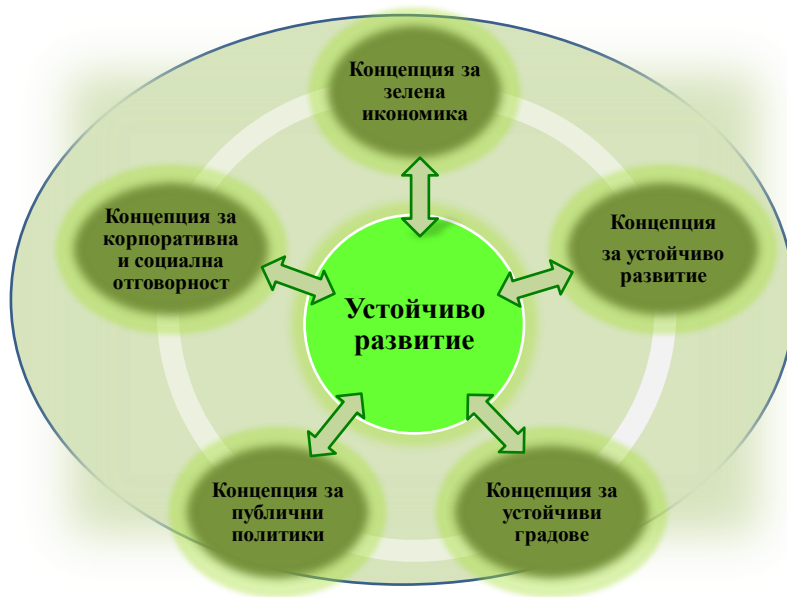 Концепция за
зелена
икономика
Концепция за
корпоративна
и социална
отговорност
Концепция
за устойчиво
развитие
Устойчиво
развитие
Концепция за
публични
политики
Концепция за
устойчиви
градове